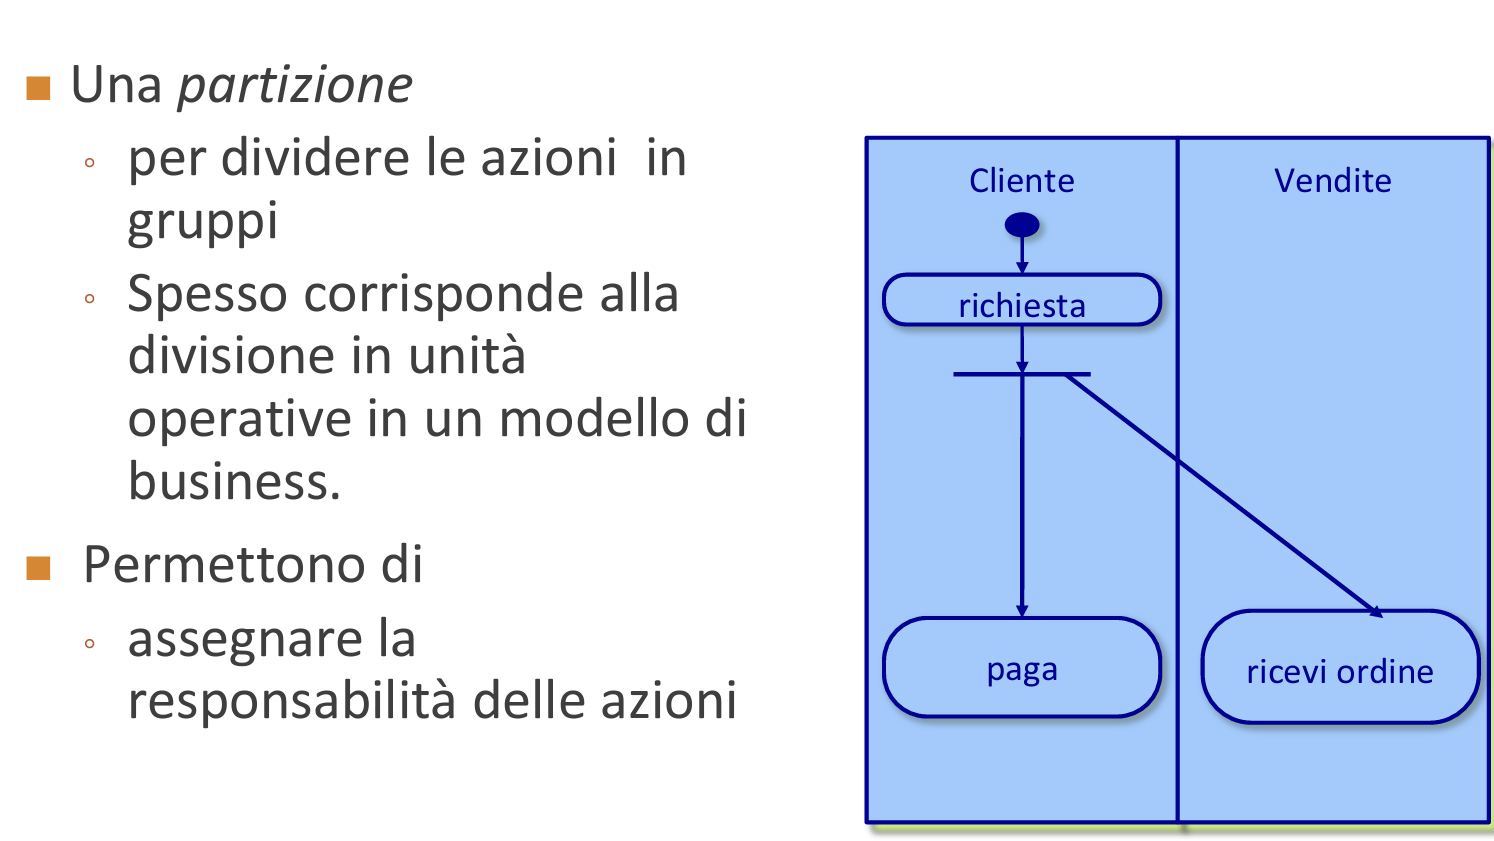 Una partizione
per dividere le azioni  in
gruppi
Spesso corrisponde alla
divisione in unità
operative in un modello di
business.
Permettono di
assegnare la
responsabilità delle azioni
Cliente
Vendite
richiesta
paga
ricevi ordine